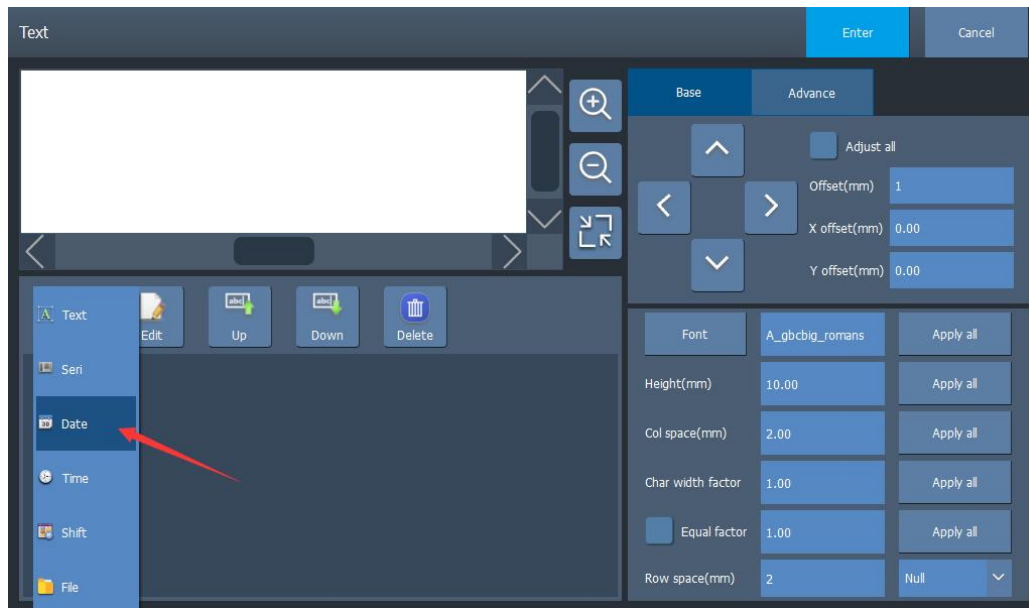 Text
Enter
Cancel
Base
Advance
Adjust all
Offset(mm) 1
X offset(mm) 0.00
Y offset(mm) 0.00
Text
Seri
Date
Time
Shift
File
Edit
Up
Down
Delete
Font A_gbcbig_romans Apply all
Height(mm) 10.00 Apply all
Col space(mm) 2.00 Apply all
Char width factor 1.00 Apply all
Equal factor 1.00 Apply all
Row space(mm) 2 Null